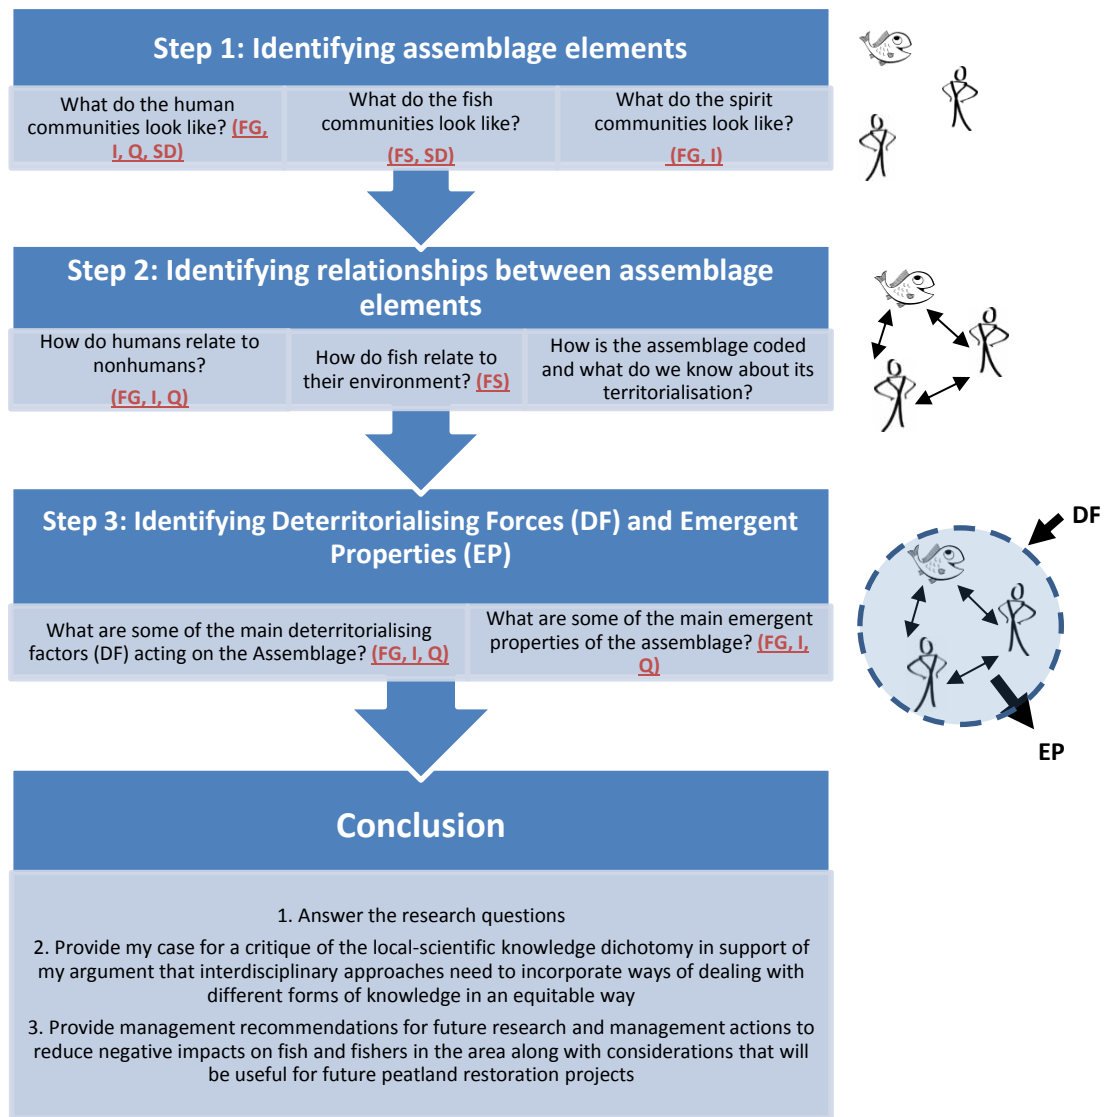 Step 1: Identifying assemblage elements
What do the human
communities look like? (FG,
I, Q, SD)
What do the fish
communities look like?
(FS, SD)
What do the spirit
communities look like?
(FG, I)
Step 2: Identifying relationships between assemblage
elements
How do humans relate to
nonhumans?
(FG, I, Q)
How do fish relate to
their environment? (FS)
How is the assemblage coded
and what do we know about its
territorialisation?
Step 3: Identifying Deterritorialising Forces (DF) and Emergent
Properties (EP)
What are some of the main deterritorialising
factors (DF) acting on the Assemblage? (FG, I, Q)
What are some of the main emergent
properties of the assemblage? (FG, I,
Q)
DF
EP
Conclusion
1. Answer the research questions
2. Provide my case for a critique of the local-scientific knowledge dichotomy in support of
my argument that interdisciplinary approaches need to incorporate ways of dealing with
different forms of knowledge in an equitable way
3. Provide management recommendations for future research and management actions to
reduce negative impacts on fish and fishers in the area along with considerations that will
be useful for future peatland restoration projects